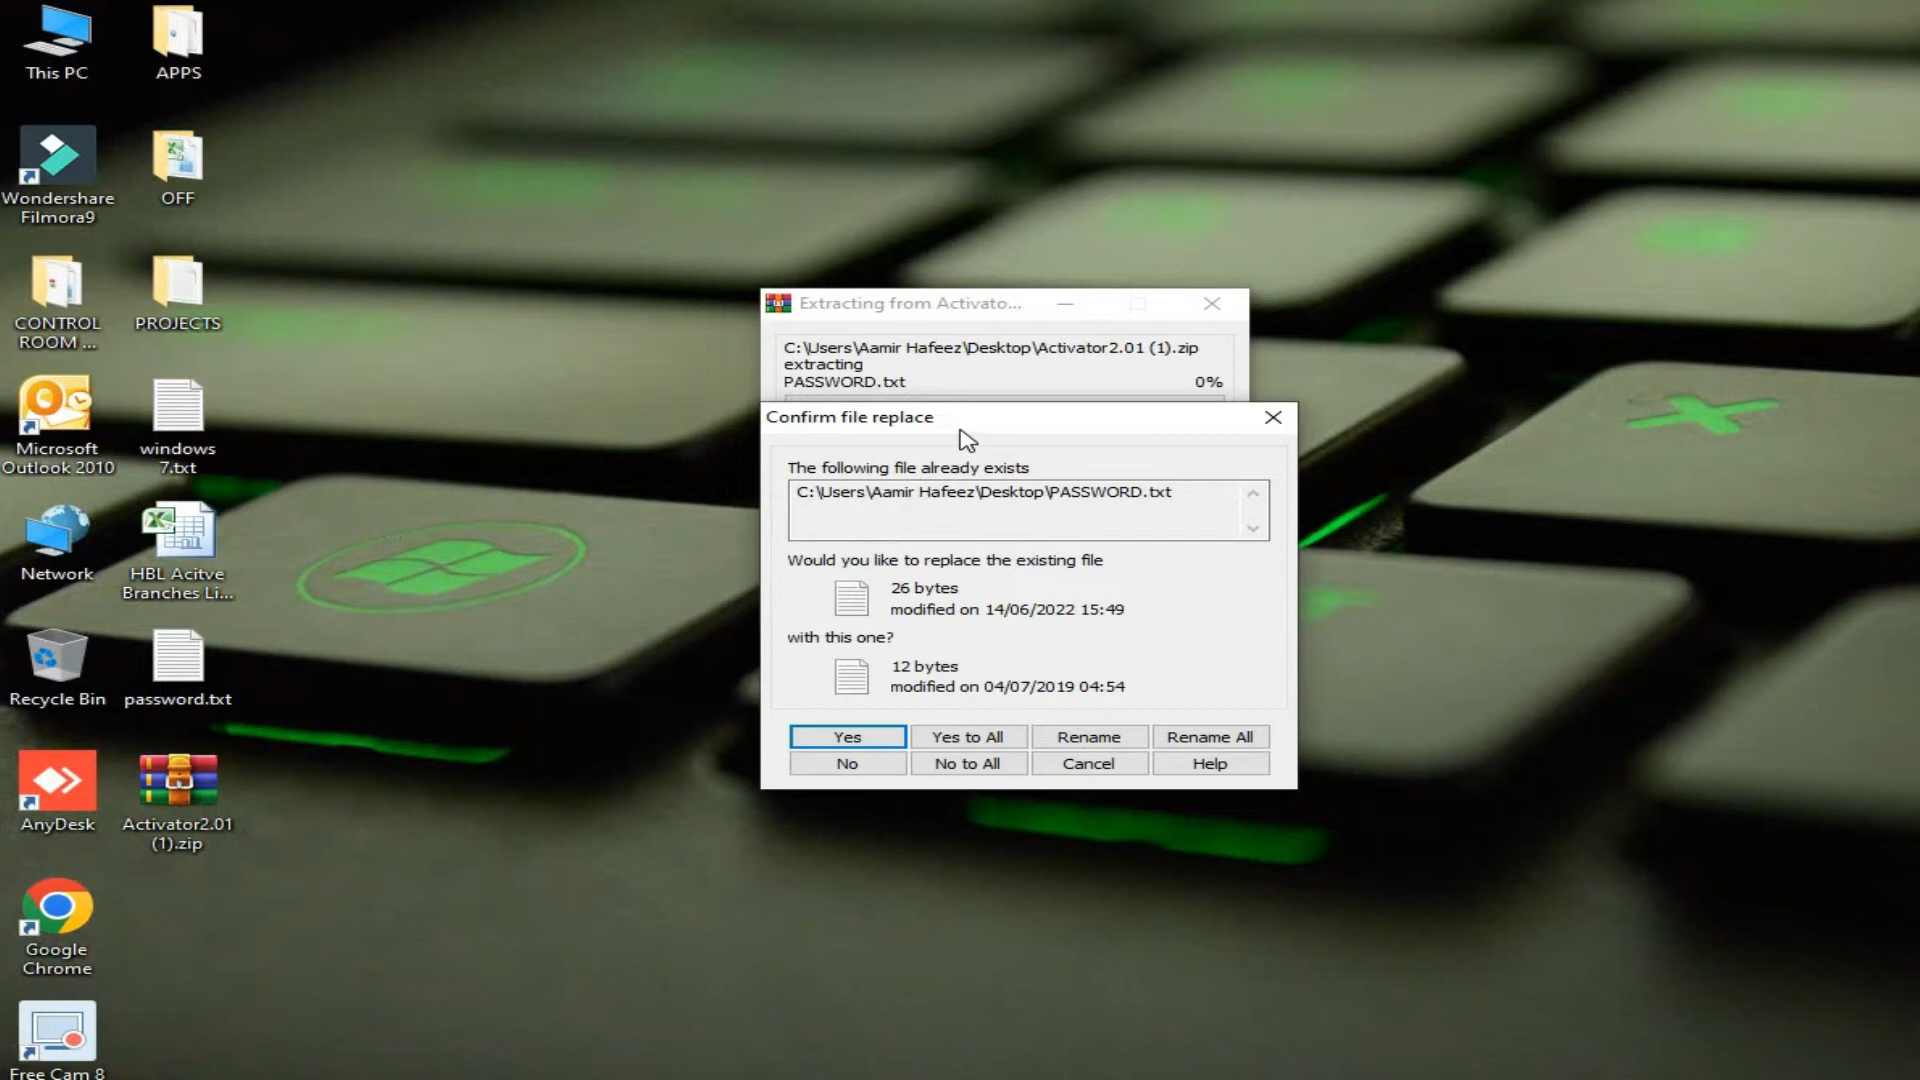 This PC
APPS
Wondershare
Filmora9
OFF
CONTROL
ROOM ...
PROJECTS
Microsoft
Outlook 2010
windows
7.txt
Network
HBL Acitve
Branches Li...
Recycle Bin
password.txt
AnyDesk
Activator2.01
(1).zip
Google
Chrome
Free Cam 8
Extracting from Activato...
C:\Users\Aamir Hafeez\Desktop\Activator2.01 (1).zip
extracting
PASSWORD.txt 0%
Confirm file replace
The following file already exists
C:\Users\Aamir Hafeez\Desktop\PASSWORD.txt
Would you like to replace the existing file
26 bytes
modified on 14/06/2022 15:49
with this one?
12 bytes
modified on 04/07/2019 04:54
Yes Yes to All Rename Rename All
No No to All Cancel Help